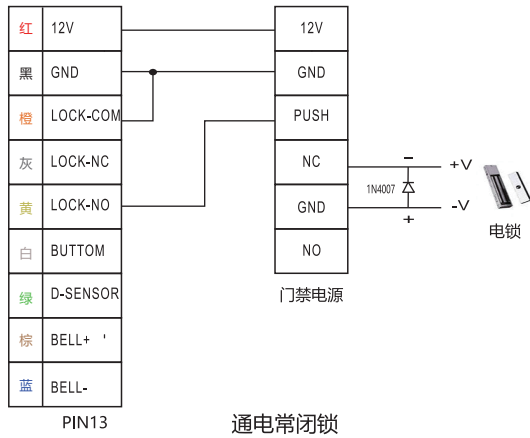 红 12V
黑 GND
橙 LOCK-COM
灰 LOCK-NC
黄 LOCK-NO
白 BUTTOM
绿 D-SENSOR
棕 BELL+ '
蓝 BELL-
PIN13
12V
GND
PUSH
NC
GND
NO
门禁电源
1N4007
-
+
+V
-V
电锁
通电常闭锁